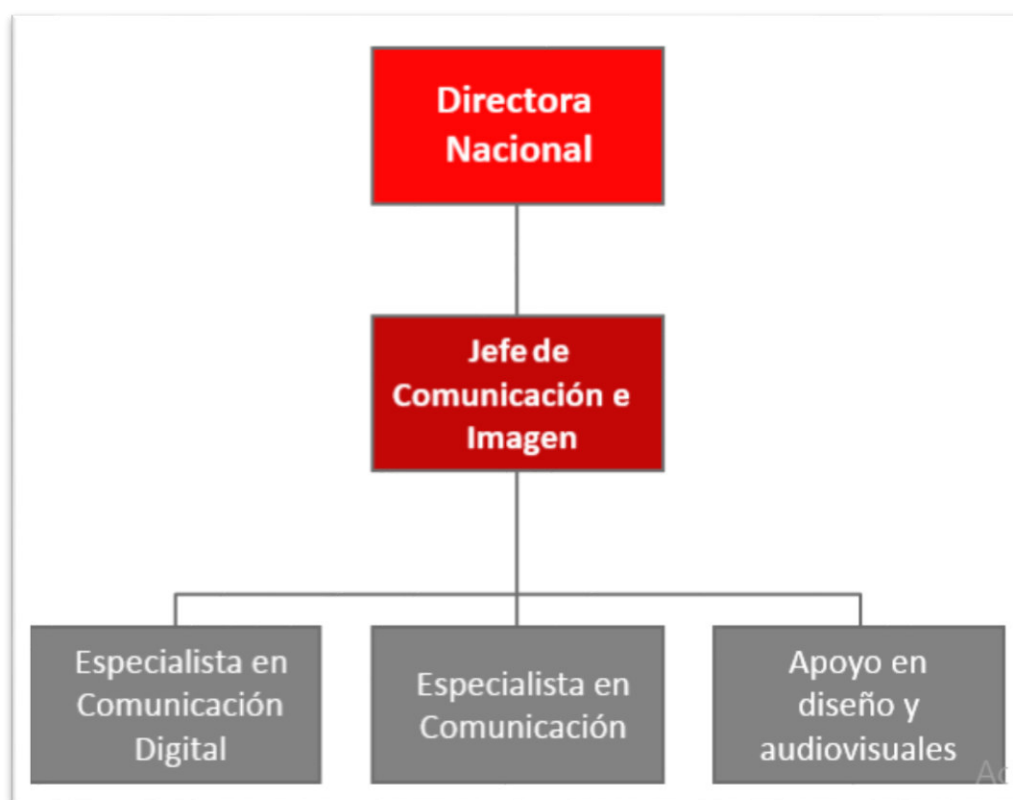 Directora
Nacional
Jefe de
Comunicación e
Imagen
Especialista en
Comunicación
Digital
Especialista en
Comunicación
Apoyo en
diseño y
audiovisuales